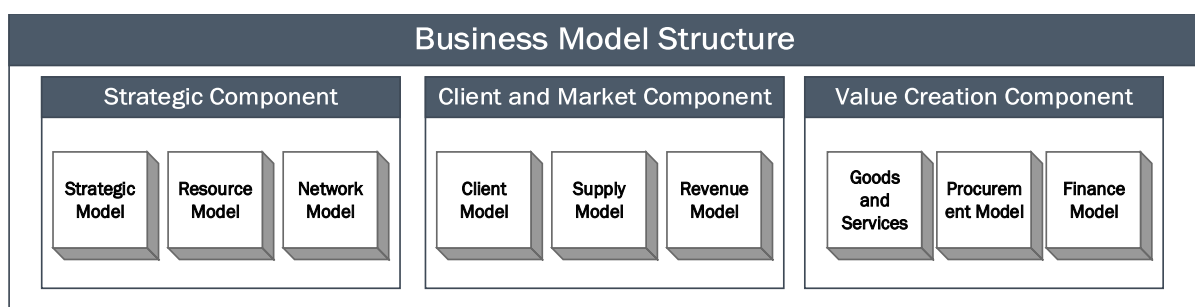 Business Model Structure
Strategic Component
Strategic
Model
Resource
Model
Network
Model
Client and Market Component
Client
Model
Supply
Model
Revenue
Model
Value Creation Component
Goods
and
Services
Procurem
ent Model
Finance
Model